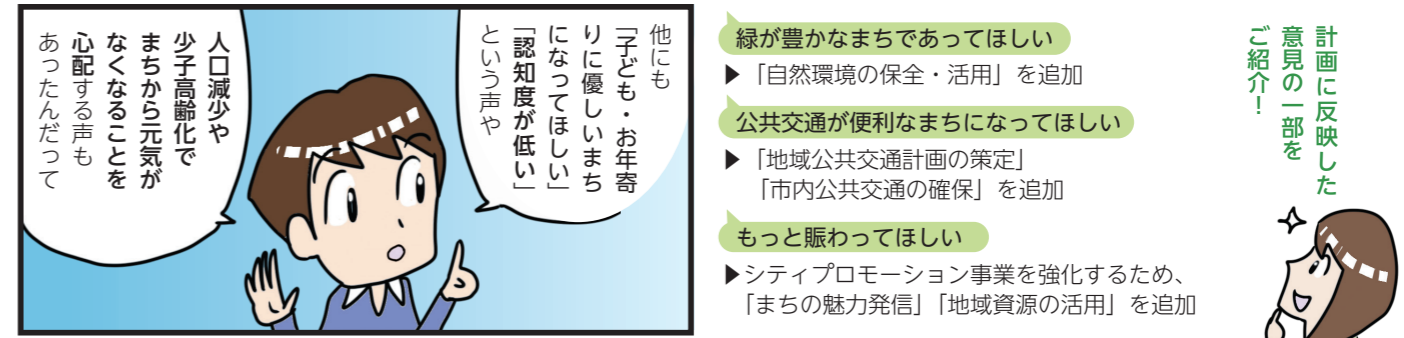 他にも
「子ども・お年寄
りに優しいまち
になってほしい」
「認知度が低い」
という声や
人口減少や
少子高齢化で
まちから元気が
なくなることを
心配する声も
あったんだって
計画に反映した
意見の一部を
ご紹介！
緑が豊かなまちであってほしい
▶「自然環境の保全・活用」を追加
公共交通が便利なまちになってほしい
▶「地域公共交通計画の策定」
「市内公共交通の確保」を追加
もっと賑わってほしい
▶シティプロモーション事業を強化するため、
「まちの魅力発信」「地域資源の活用」を追加